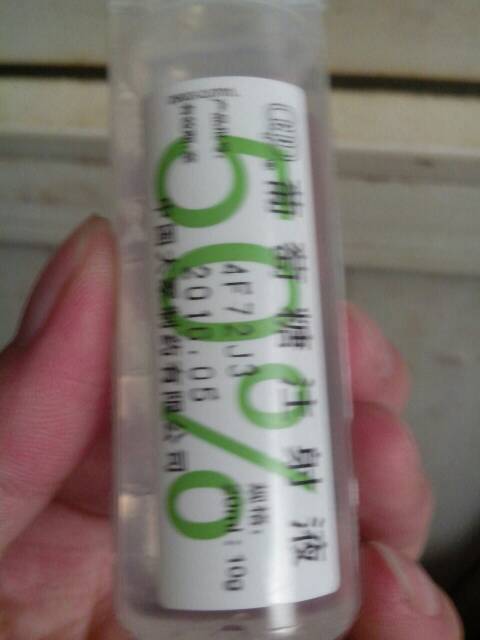 葡萄糖注射液
50%
规格:
20ml：10g
4F72J3
2010.05
中国大冢制药有限公司